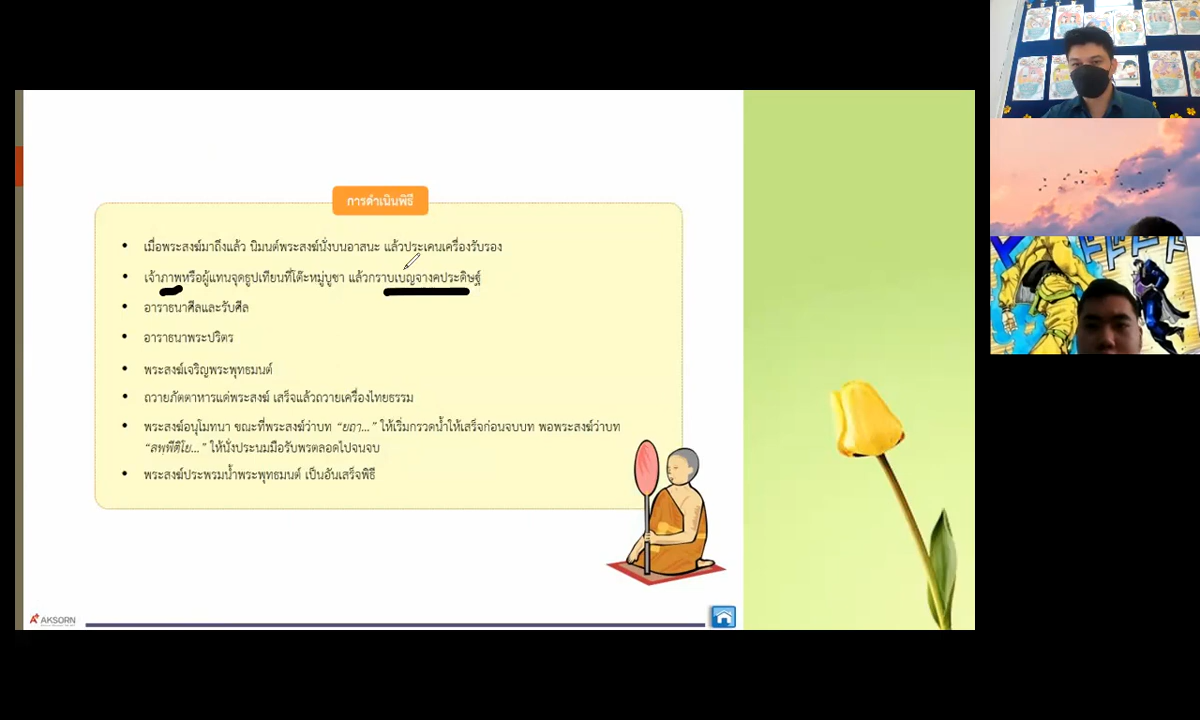 การดำเนินพิธี
• เมื่อพระสงฆ์มาถึงแล้ว นิมนต์พระสงฆ์นั่งบนอาสนะ แล้วประเคนเครื่องรับรอง
• เจ้าภาพหรือผู้แทนจุดธูปเทียนที่โต๊ะหมู่บูชา แล้วกราบเบญจางคประดิษฐ์
• อาราธนาศีลและรับศีล
• อาราธนาพระปริตร
• พระสงฆ์เจริญพระพุทธมนต์
• ถวายภัตตาหารแด่พระสงฆ์ เสร็จแล้วถวายเครื่องไทยธรรม
• พระสงฆ์อนุโมทนา ขณะที่พระสงฆ์ว่าบท “ยถา...” ให้เริ่มกรวดน้ำให้เสร็จก่อนจบบท พอพระสงฆ์ว่าบท
“สพฺพีติโย...” ให้นั่งประนมมือรับพรตลอดไปจนจบ
• พระสงฆ์ประพรมน้ำพระพุทธมนต์ เป็นอันเสร็จพิธี
AKSORN